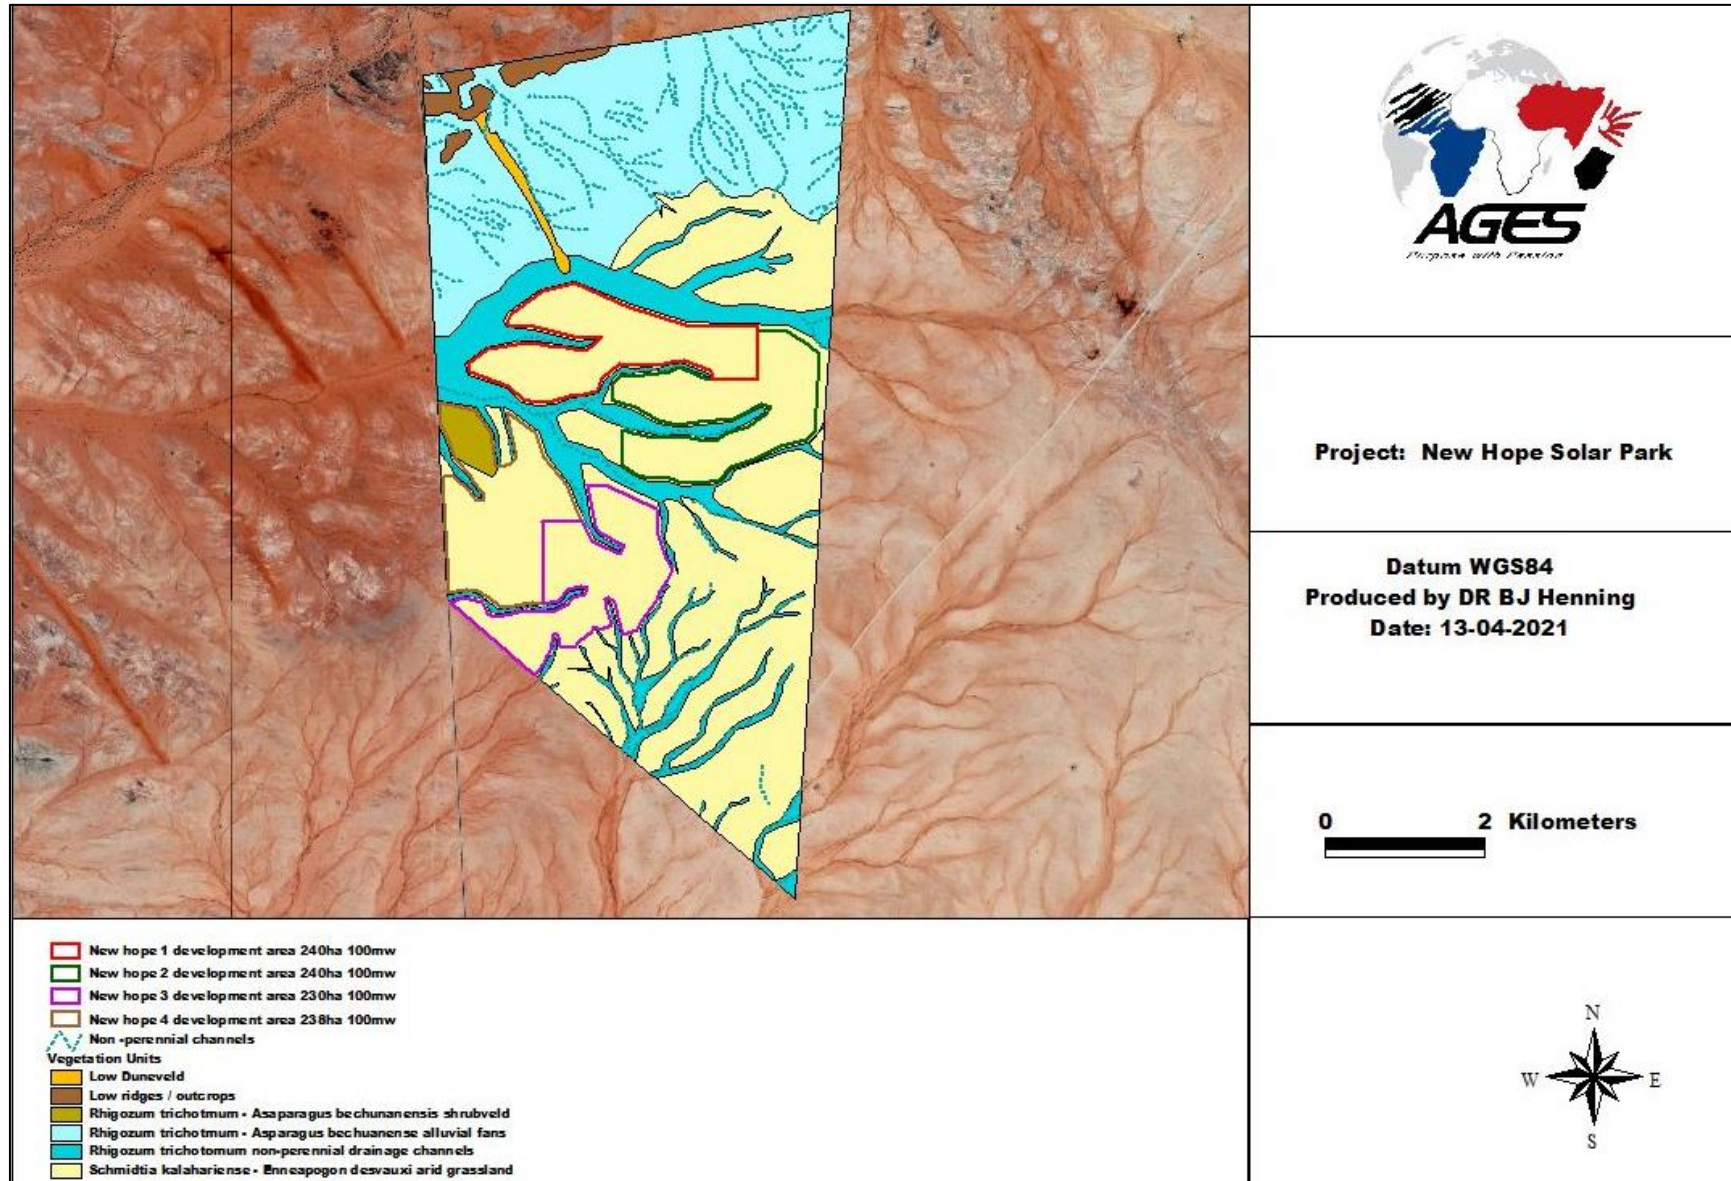 AGES
Purpose with Passion
Project: New Hope Solar Park
Datum WGS84
Produced by DR BJ Henning
Date: 13-04-2021
0 2 Kilometers
New hope 1 development area 240ha 100mw
New hope 2 development area 240ha 100mw
New hope 3 development area 230ha 100mw
New hope 4 development area 238ha 100mw
Non -perennial channels
Vegetation Units
Low Duneveld
Low ridges / outcrops
Rhigozum trichotmum - Asaparagus bechunanensis shrubveld
Rhigozum trichotmum - Asparagus bechuanense alluvial fans
Rhigozum trichotomum non-perennial drainage channels
Schmidtia kalahariense - Enneapogon desvauxi arid grassland
N
W E
S